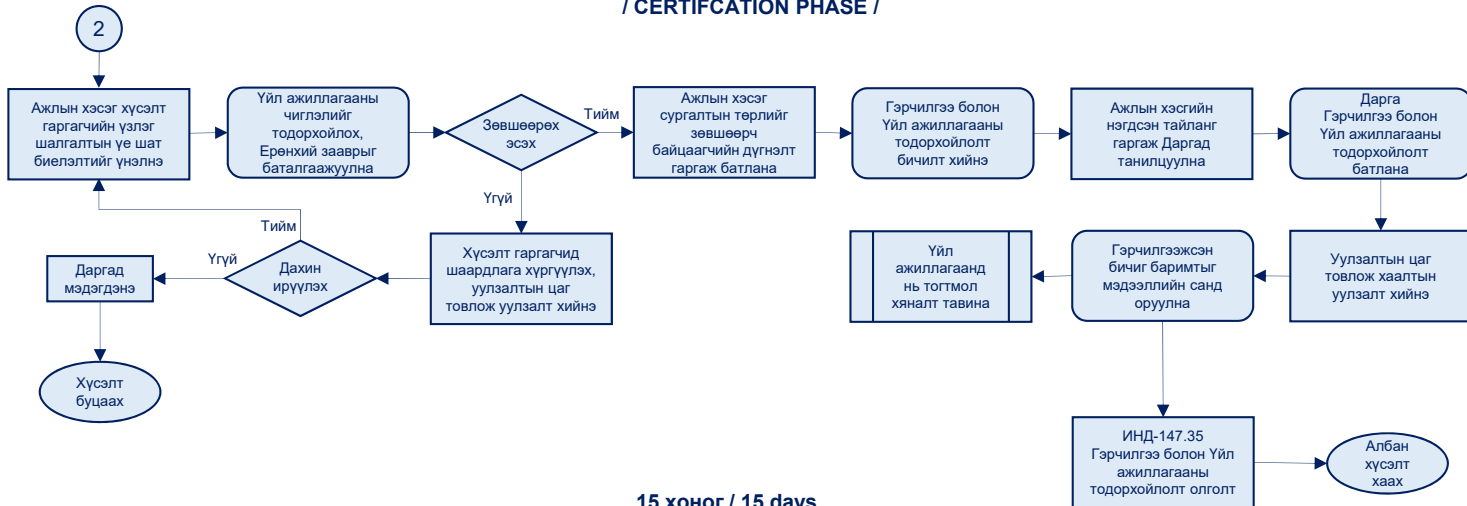 / CERTIFCATION PHASE /
2
Ажлын хэсэг хүсэлт
гаргагчийн үзлэг
шалгалтын үе шат
биелэлтийг үнэлнэ
Үйл ажиллагааны
чиглэлийг
тодорхойлох,
Ерөнхий зааврыг
баталгаажуулна
Зөвшөөрөх
эсэх
Тийм
Ажлын хэсэг
сургалтын төрлийг
зөвшөөрч
байцаагчийн дүгнэлт
гаргаж батлана
Гэрчилгээ болон
Үйл ажиллагааны
тодорхойлолт
бичилт хийнэ
Ажлын хэсгийн
нэгдсэн тайланг
гаргаж Даргад
танилцуулна
Дарга
Гэрчилгээ болон
Үйл ажиллагааны
тодорхойлолт
батлана
Үгүй
Тийм
Үгүй
Даргад
мэдэгдэнэ
Дахин
ирүүлэх
Хүсэлт гаргагчид
шаардлага хүргүүлэх,
уулзалтын цаг
товлож уулзалт хийнэ
Үйл
ажиллагаанд
нь тогтмол
хяналт тавина
Гэрчилгээжсэн
бичиг баримтыг
мэдээллийн санд
оруулна
Уулзалтын цаг
товлож хаалтын
уулзалт хийнэ
Хүсэлт
буцаах
ИНД-147.35
Гэрчилгээ болон Үйл
ажиллагааны
тодорхойлолт олголт
Албан
хүсэлт
хаах
15 хоног / 15 days